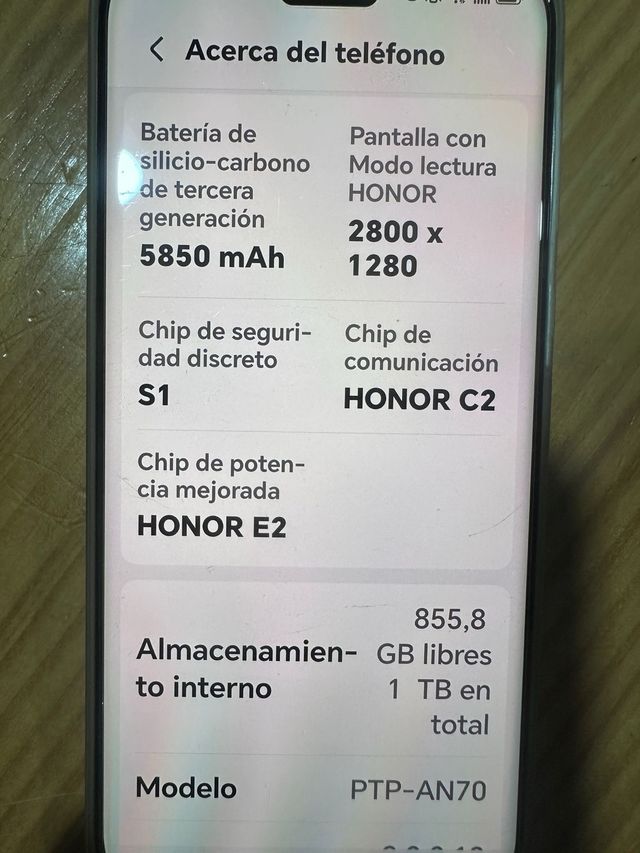 Acerca del teléfono
Batería de
silicio-carbono
de tercera
generación
5850 mAh
Pantalla con
Modo lectura
HONOR
2800 x
1280
Chip de seguri-
dad discreto
S1
Chip de
comunicación
HONOR C2
Chip de poten-
cia mejorada
HONOR E2
Almacenamien-
to interno
855,8
GB libres
1 TB en
total
Modelo
PTP-AN70